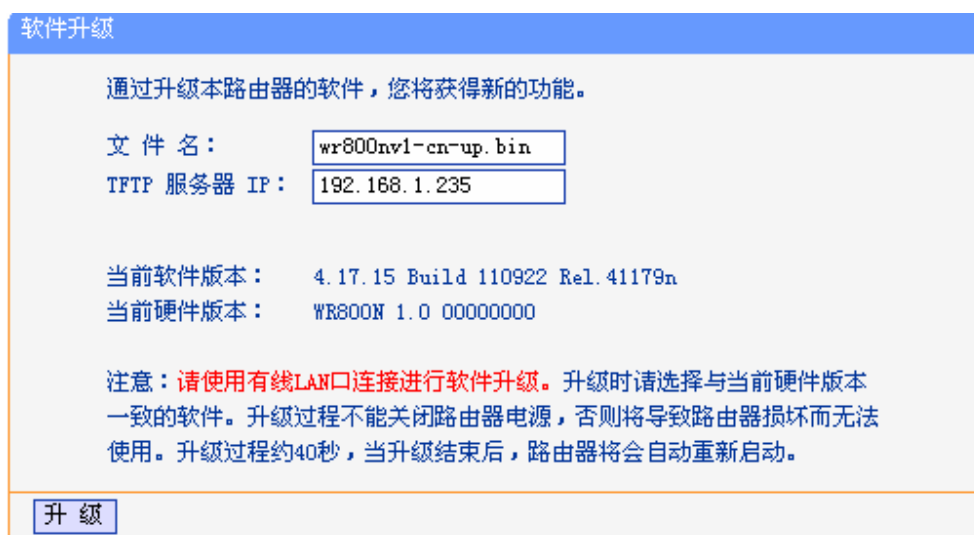 软件升级
通过升级本路由器的软件，您将获得新的功能。
文 件 名： wr800nv1-cn-up.bin
TFTP 服务器 IP： 192.168.1.235
当前软件版本： 4.17.15 Build 110922 Rel.41179n
当前硬件版本： WR800N 1.0 00000000
注意：请使用有线LAN口连接进行软件升级。升级时请选择与当前硬件版本
一致的软件。升级过程不能关闭路由器电源，否则将导致路由器损坏而无法
使用。升级过程约40秒，当升级结束后，路由器将会自动重新启动。
升 级